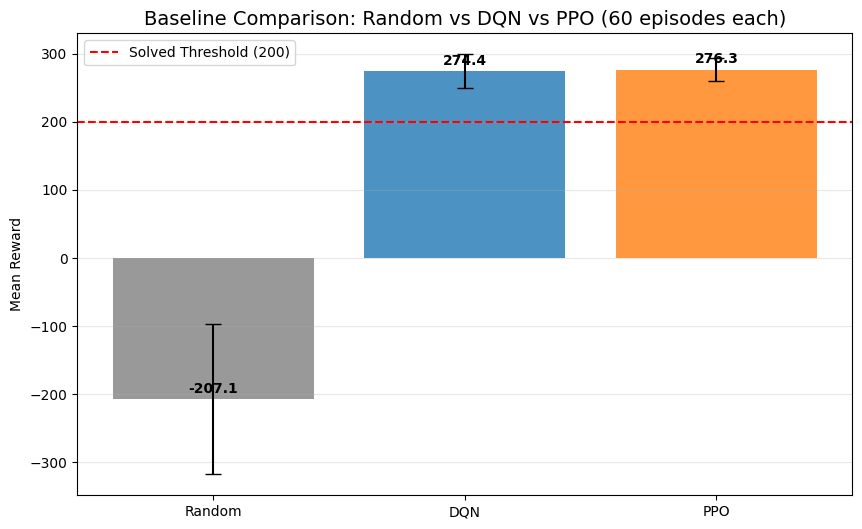 Baseline Comparison: Random vs DQN vs PPO (60 episodes each)
Solved Threshold (200)
Mean Reward
300
200
100
0
−100
−200
−300
274.4
276.3
-207.1
Random
DQN
PPO